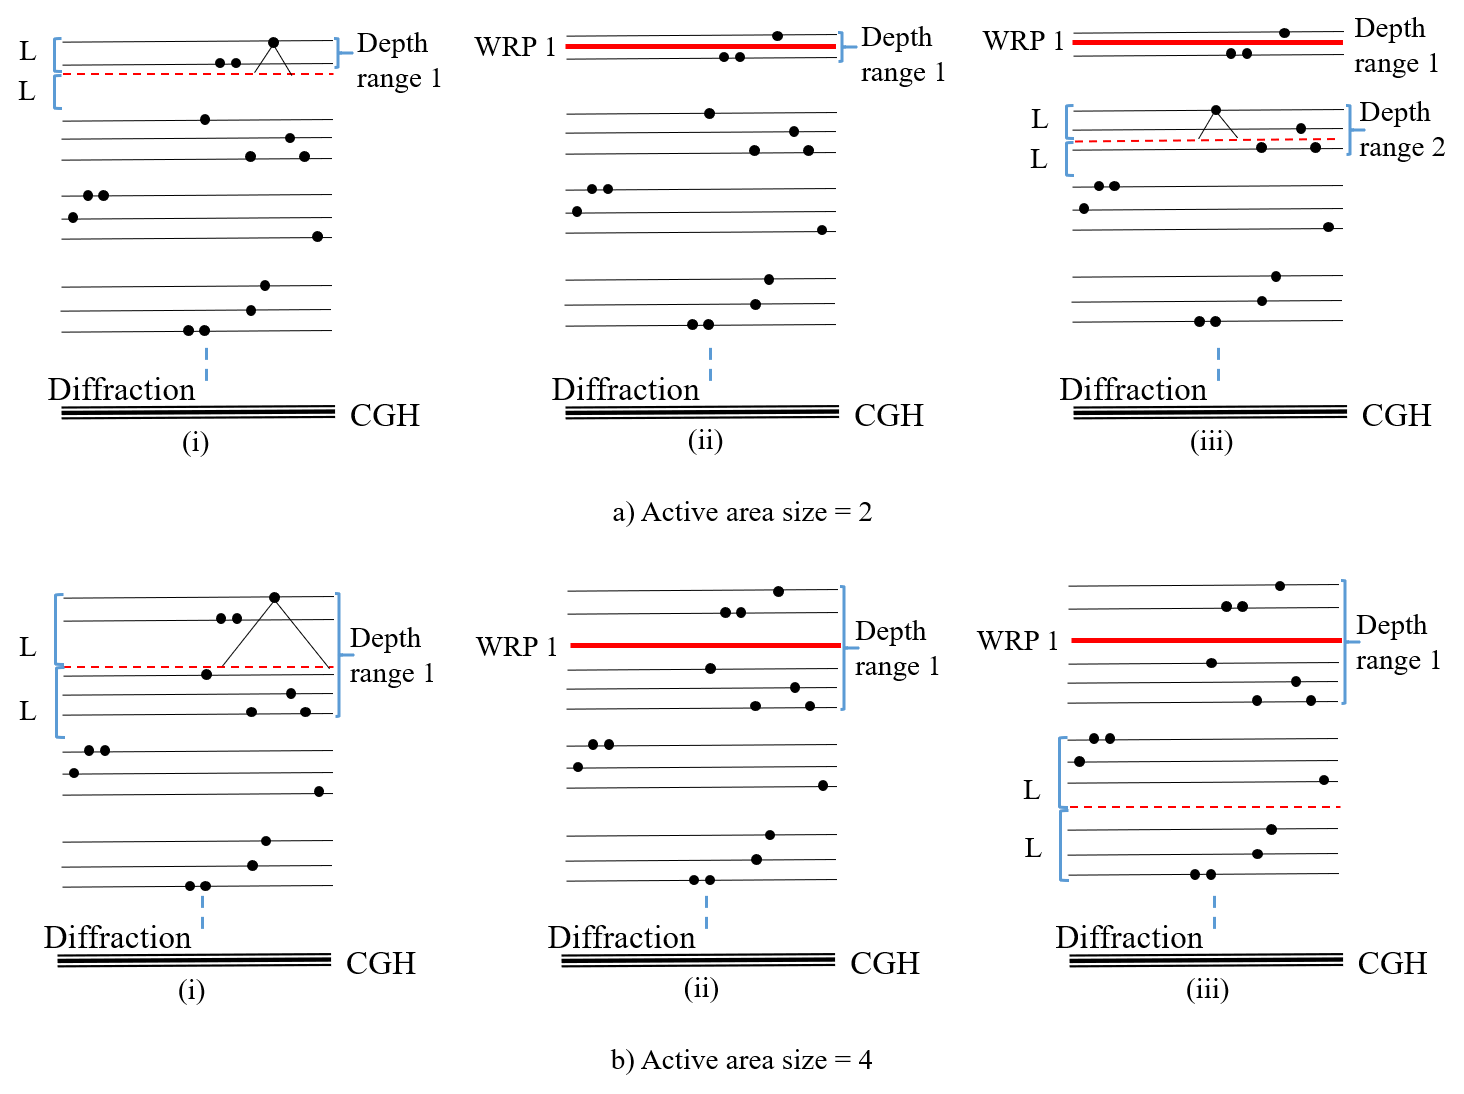 L
Depth
range 1
L
Diffraction
CGH
(i)
WRP 1
Depth
range 1
Diffraction
CGH
(ii)
WRP 1
Depth
range 1
L
Depth
range 2
L
Diffraction
CGH
(iii)
a) Active area size = 2
L
Depth
range 1
L
Diffraction
CGH
(i)
WRP 1
Depth
range 1
Diffraction
CGH
(ii)
WRP 1
Depth
range 1
L
L
Diffraction
CGH
(iii)
b) Active area size = 4